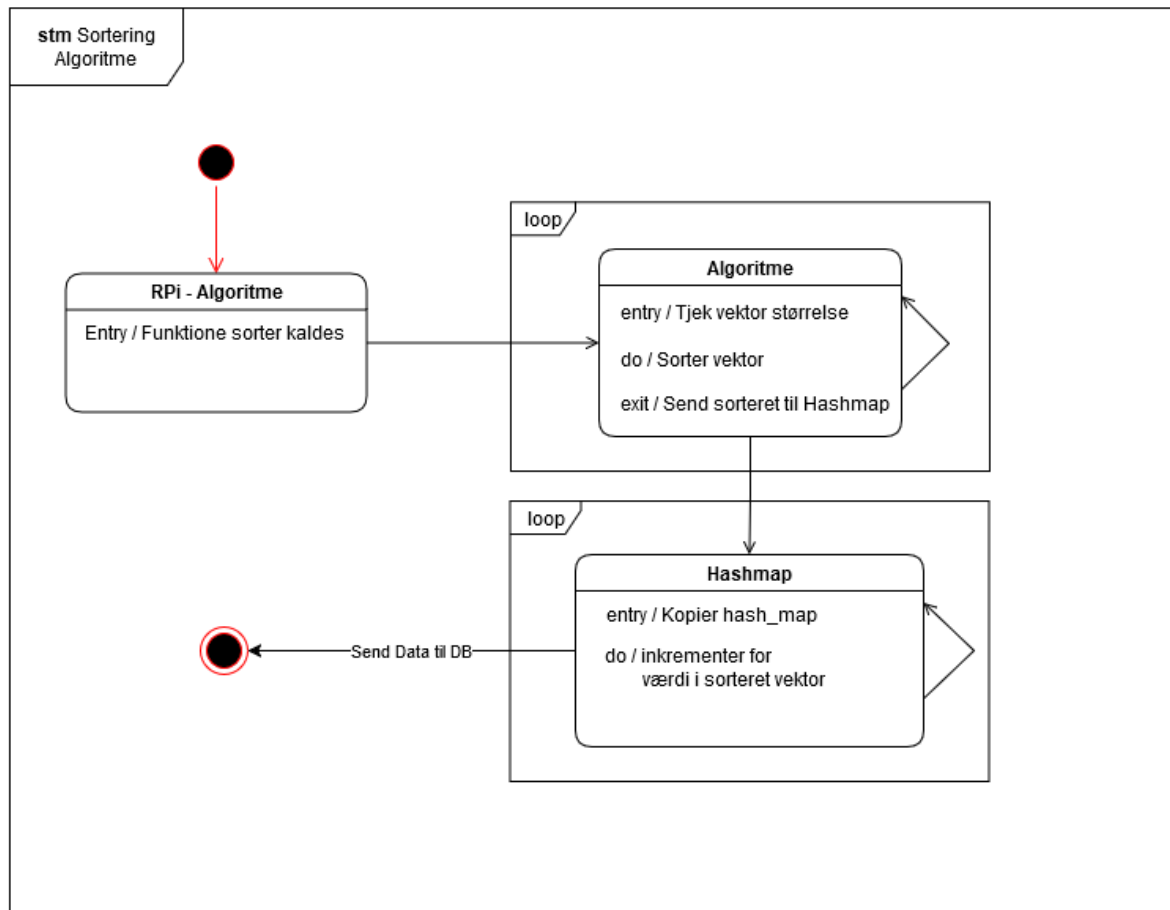 stm Sortering
Algoritme
RPi - Algoritme
Entry / Funktione sorter kaldes
loop
Algoritme
entry / Tjek vektor størrelse
do / Sorter vektor
exit / Send sorteret til Hashmap
loop
Hashmap
entry / Kopier hash_map
do / inkrementer for
værdi i sorteret vektor
Send Data til DB